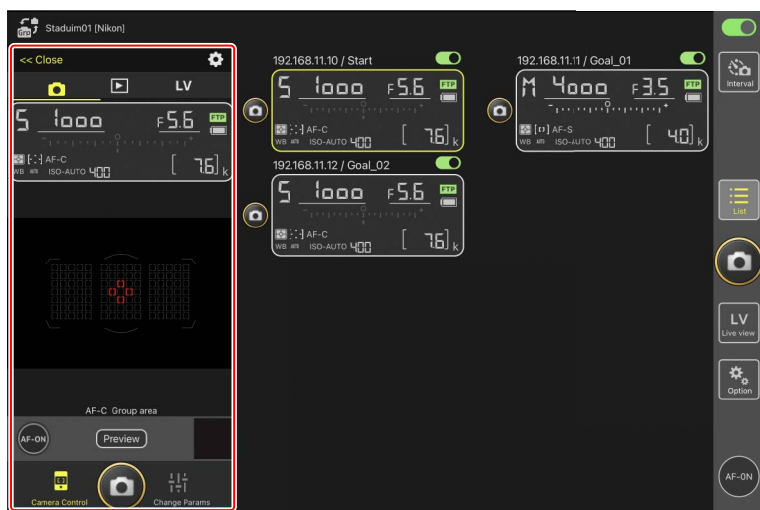 Grp Staduim01 [Nikon]
<< Close
LV
S 1000 F5.6 FTP
AF-C
WB ISO-AUTO 400 [ 7.6] k
AF-C Group area
AF-ON Preview
Camera Control Change Params
192.168.11.10 / Start
S 1000 F5.6 FTP
AF-C
WB ISO-AUTO 400 [ 7.6] k
192.168.11.11 / Goal_01
M 4000 F3.5 FTP
AF-S
WB ISO-AUTO 400 [ 4.0] k
192.168.11.12 / Goal_02
S 1000 F5.6 FTP
AF-C
WB ISO-AUTO 400 [ 7.6] k
Interval
List
LV
Live view
Option
AF-ON